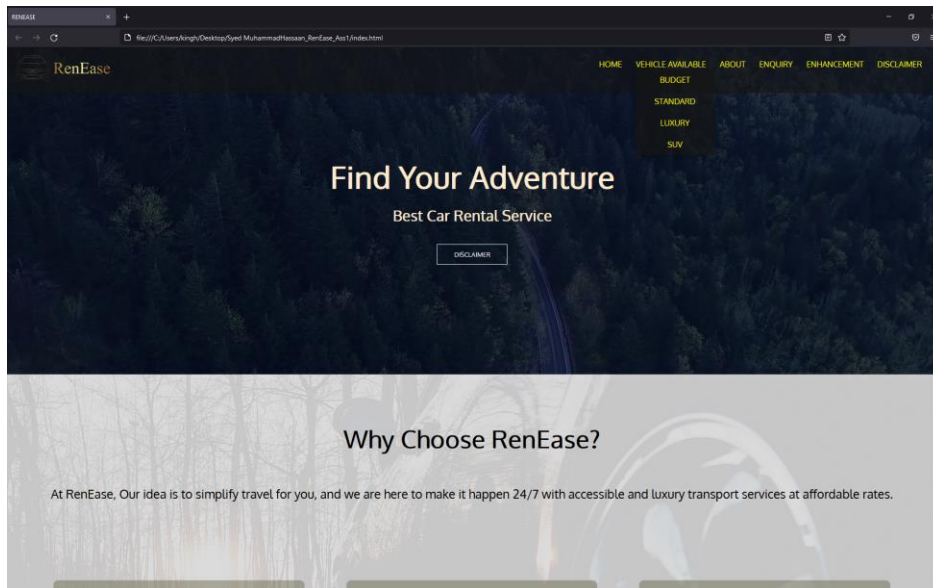 RENEASE
file:///C:/Users/kingh/Desktop/Syed MuhammadHassaan_RenEase_Ass1/index.html
RenEase
HOME VEHICLE AVAILABLE ABOUT ENQUIRY ENHANCEMENT DISCLAIMER
BUDGET
STANDARD
LUXURY
SUV
Find Your Adventure
Best Car Rental Service
DISCLAIMER
Why Choose RenEase?
At RenEase, Our idea is to simplify travel for you, and we are here to make it happen 24/7 with accessible and luxury transport services at affordable rates.